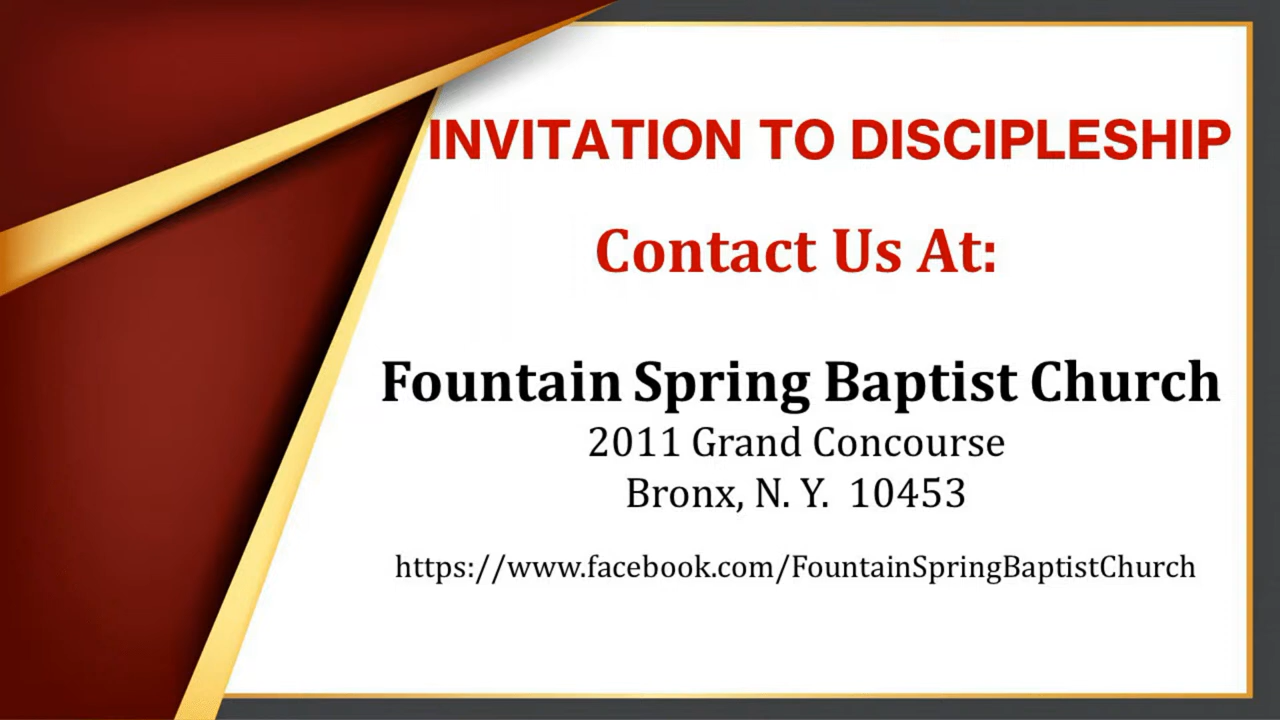 INVITATION TO DISCIPLESHIP
Contact Us At:
Fountain Spring Baptist Church
2011 Grand Concourse
Bronx, N. Y.  10453
https://www.facebook.com/FountainSpringBaptistChurch